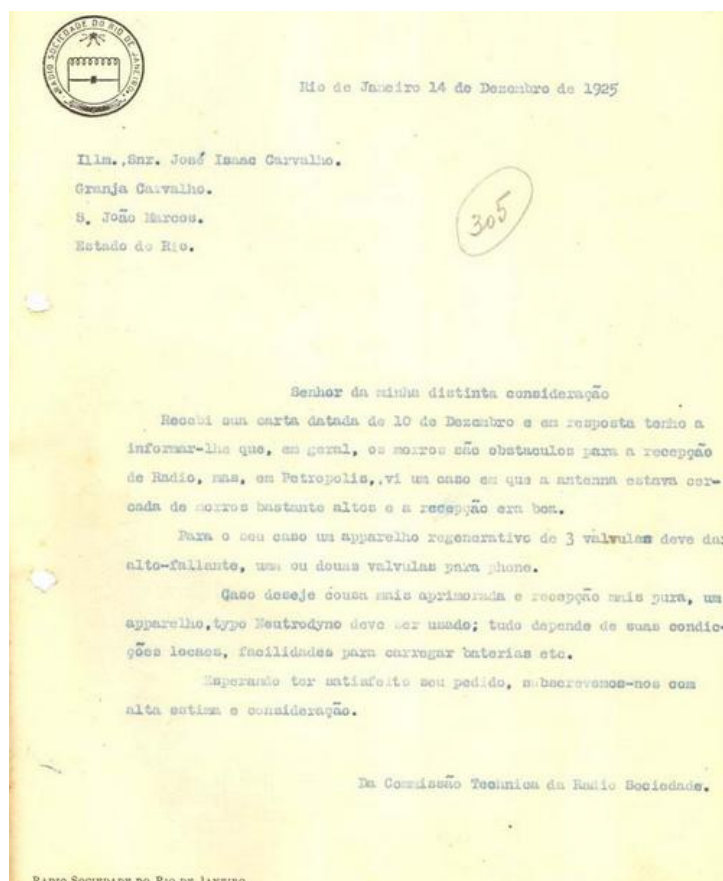 RADIO SOCIEDADE DO RIO DE JANEIRO
Rio de Janeiro 14 de Dezembro de 1925
Illm.,Snr. José Isaac Carvalho.
Granja Carvalho.
S. João Marcos.
Estado do Rio.
305
Senhor da minha distinta consideração
Recebi sua carta datada de 10 de Dezembro e em resposta tenho a
informar-lhe que, em geral, os morros são obstaculos para a recepção
de Radio, mas, em Petropolis,,vi um caso em que a antenna estava cer-
cada de morros bastante altos e a recepção era boa.
Para o seu caso um apparelho regenerativo de 3 valvulas deve dar
alto-fallante, uma ou douas valvulas para phone.
Caso deseje cousa mais aprimorada e recepção mais pura, um
apparelho,typo Neutrodyno deve ser usado; tudo depende de suas condic-
ções locaes, facilidades para carregar baterias etc.
Esperando ter satisfeito seu pedido, subscrevemos-nos com
alta estima e consideração.
Da Commissão Technica da Radio Sociedade.
RADIO SOCIEDADE DO RIO DE JANEIRO